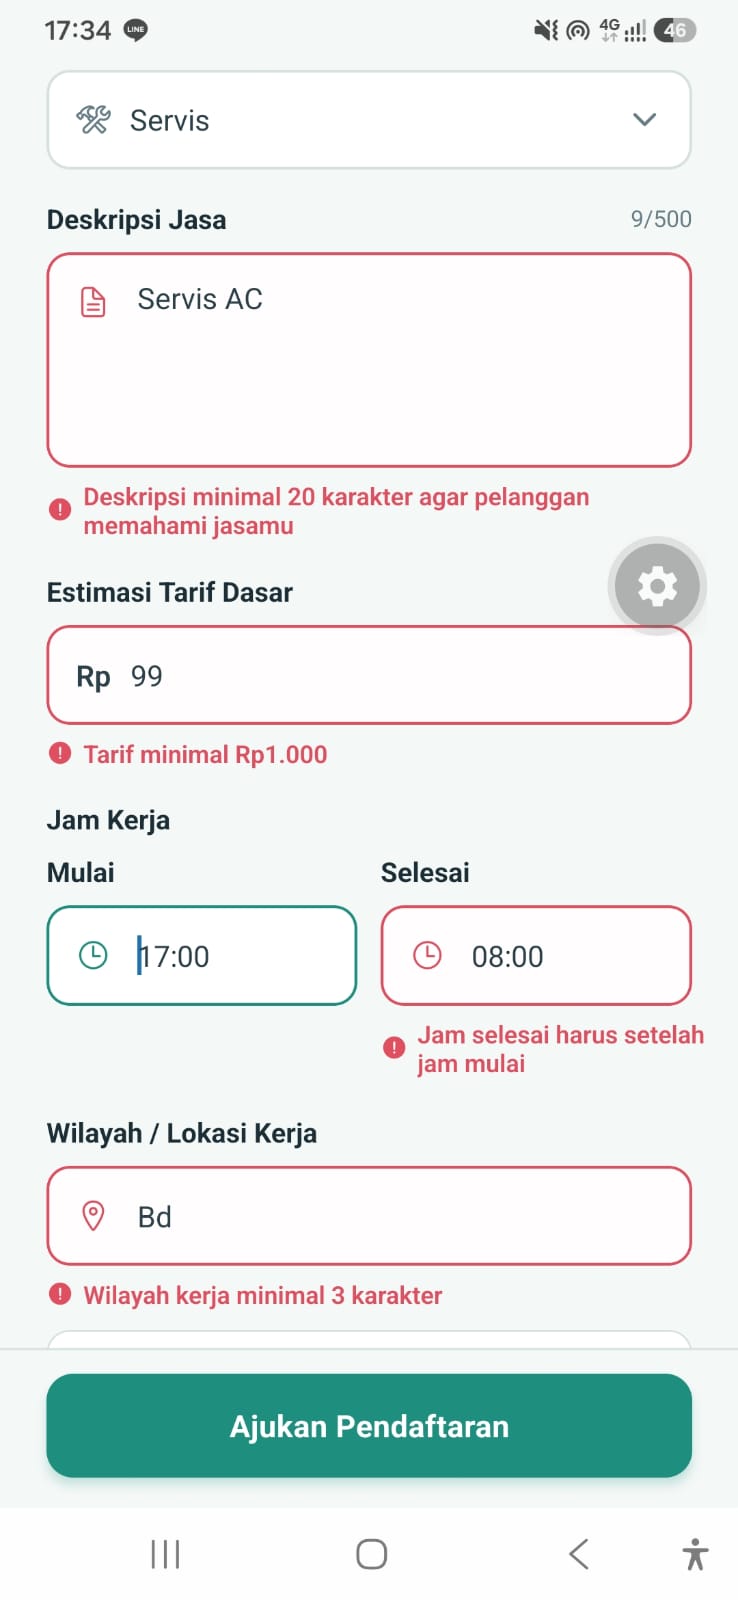 17:34 LINE 4G 46
Servis
Deskripsi Jasa 9/500
Servis AC
Deskripsi minimal 20 karakter agar pelanggan
memahami jasamu
Estimasi Tarif Dasar
Rp 99
Tarif minimal Rp1.000
Jam Kerja
Mulai Selesai
17:00 08:00
Jam selesai harus setelah
jam mulai
Wilayah / Lokasi Kerja
Bd
Wilayah kerja minimal 3 karakter
Ajukan Pendaftaran